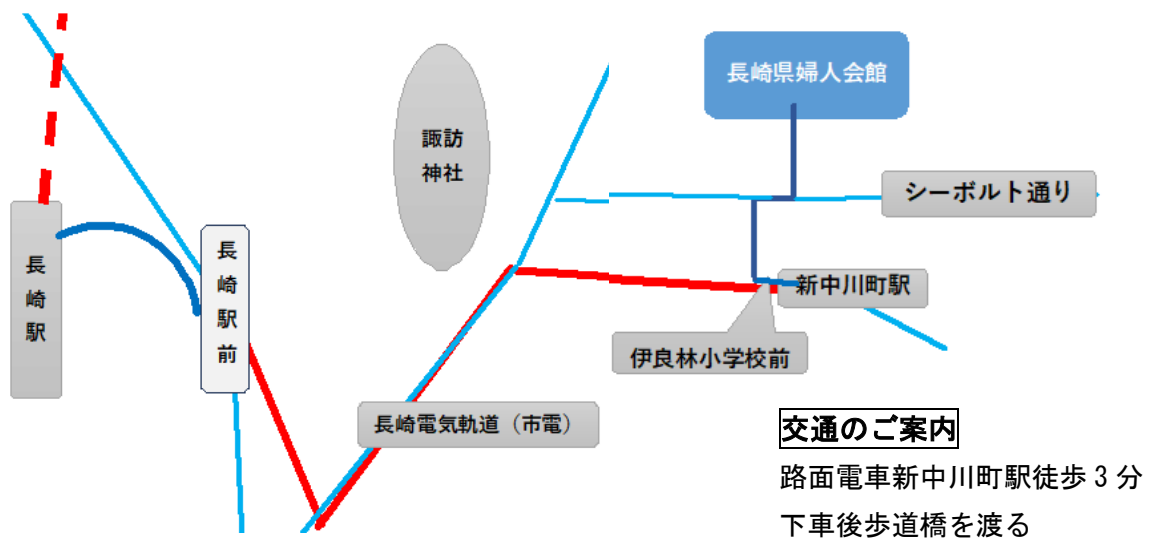 長崎県婦人会館
諏訪
神社
シーボルト通り
長崎駅
長崎駅前
新中川町駅
伊良林小学校前
長崎電気軌道（市電）
交通のご案内
路面電車新中川町駅徒歩３分
下車後歩道橋を渡る